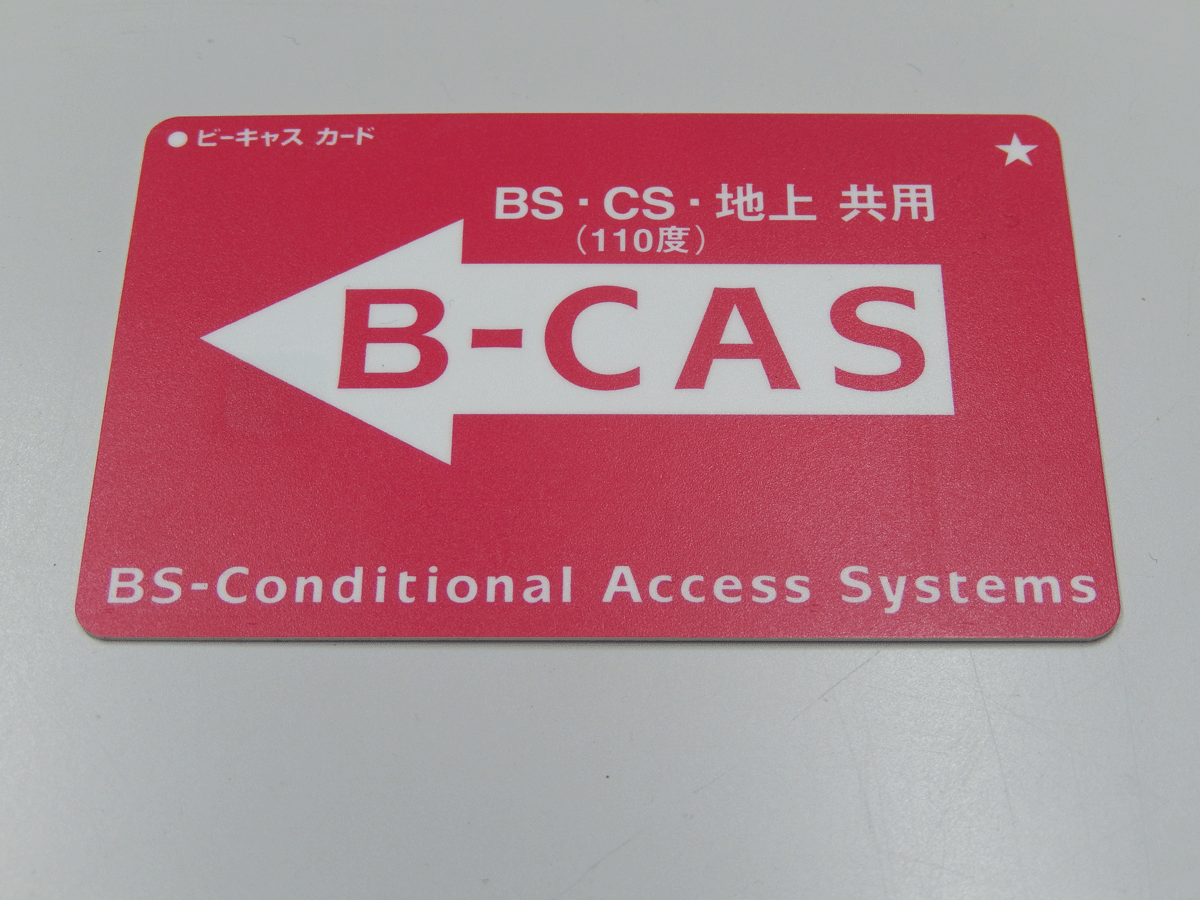 ●ビーキャス カード ★
BS・CS・地上 共用
(110度)
B-CAS
BS-Conditional Access Systems